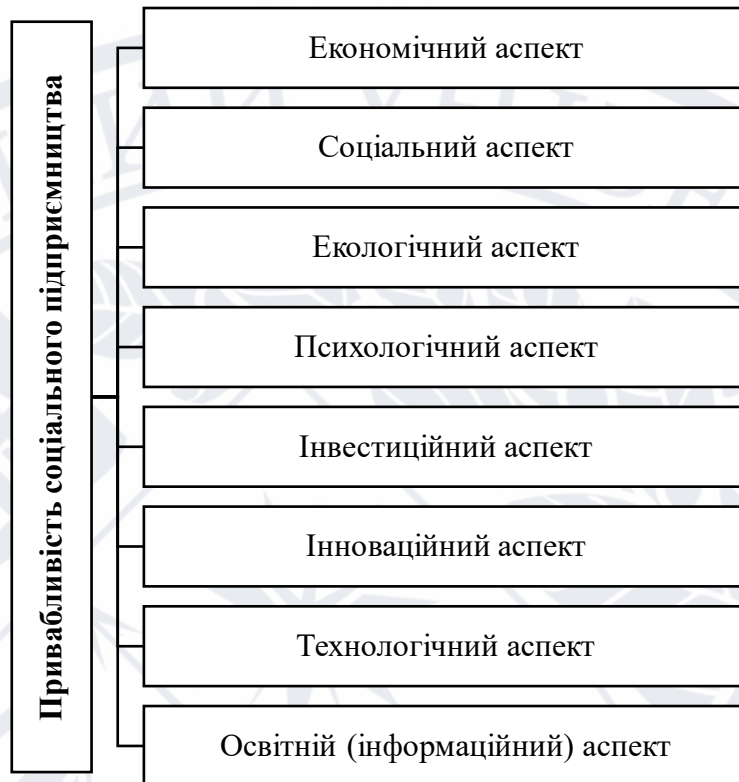 Привабливість соціального підприємництва
Економічний аспект
Соціальний аспект
Екологічний аспект
Психологічний аспект
Інвестиційний аспект
Інноваційний аспект
Технологічний аспект
Освітній (інформаційний) аспект